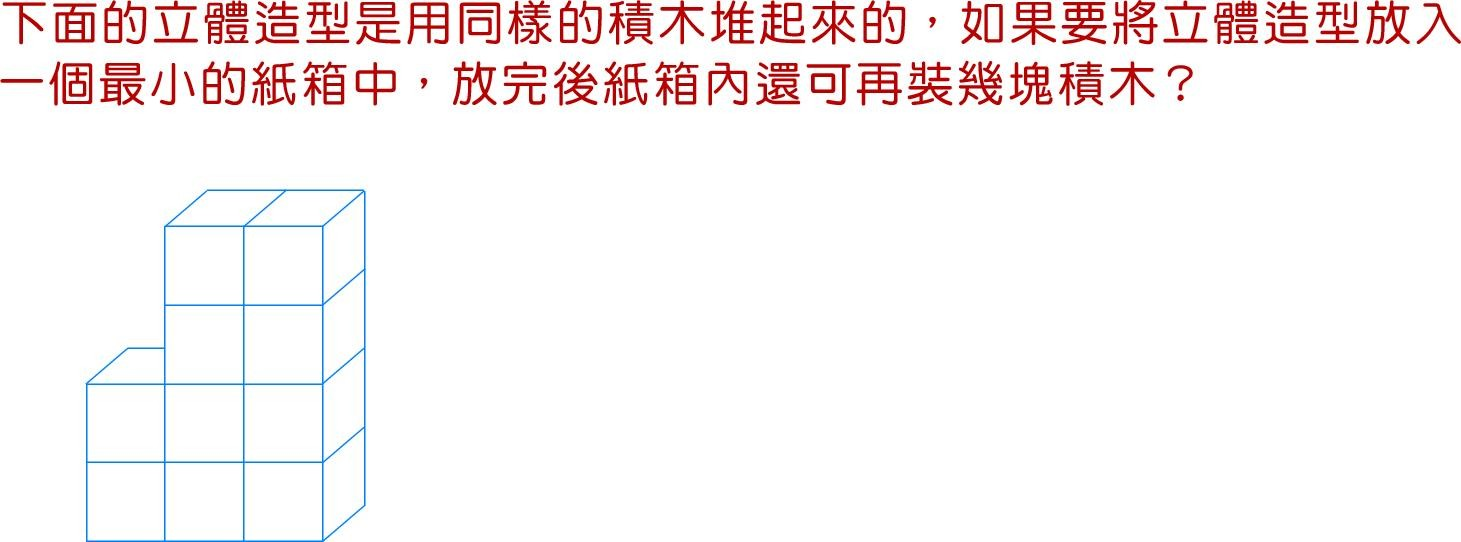 下面的立體造型是用同樣的積木堆起來的，如果要將立體造型放入
一個最小的紙箱中，放完後紙箱內還可再裝幾塊積木？